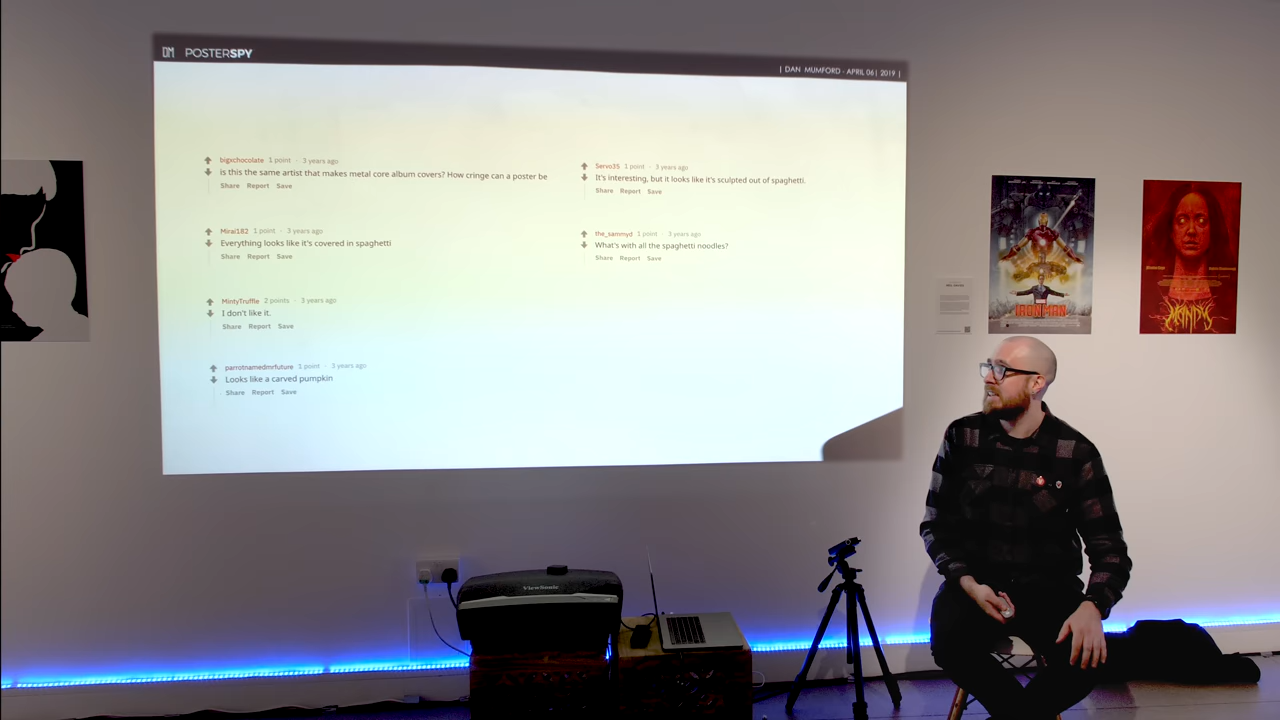 DM POSTERSPY
| DAN MUMFORD - APRIL 06 | 2019 |
bigxchocolate 1 point · 3 years ago
is this the same artist that makes metal core album covers? How cringe can a poster be
Share Report Save
Mirai182 1 point · 3 years ago
Everything looks like it's covered in spaghetti
Share Report Save
MintyTruffle 2 points · 3 years ago
I don't like it.
Share Report Save
parrotnamedmrfuture 1 point · 3 years ago
Looks like a carved pumpkin
Share Report Save
Servo35 1 point · 3 years ago
It's interesting, but it looks like it's sculpted out of spaghetti.
Share Report Save
the_sammyd 1 point · 3 years ago
What's with all the spaghetti noodles?
Share Report Save
IRON MAN
MANDY
ViewSonic